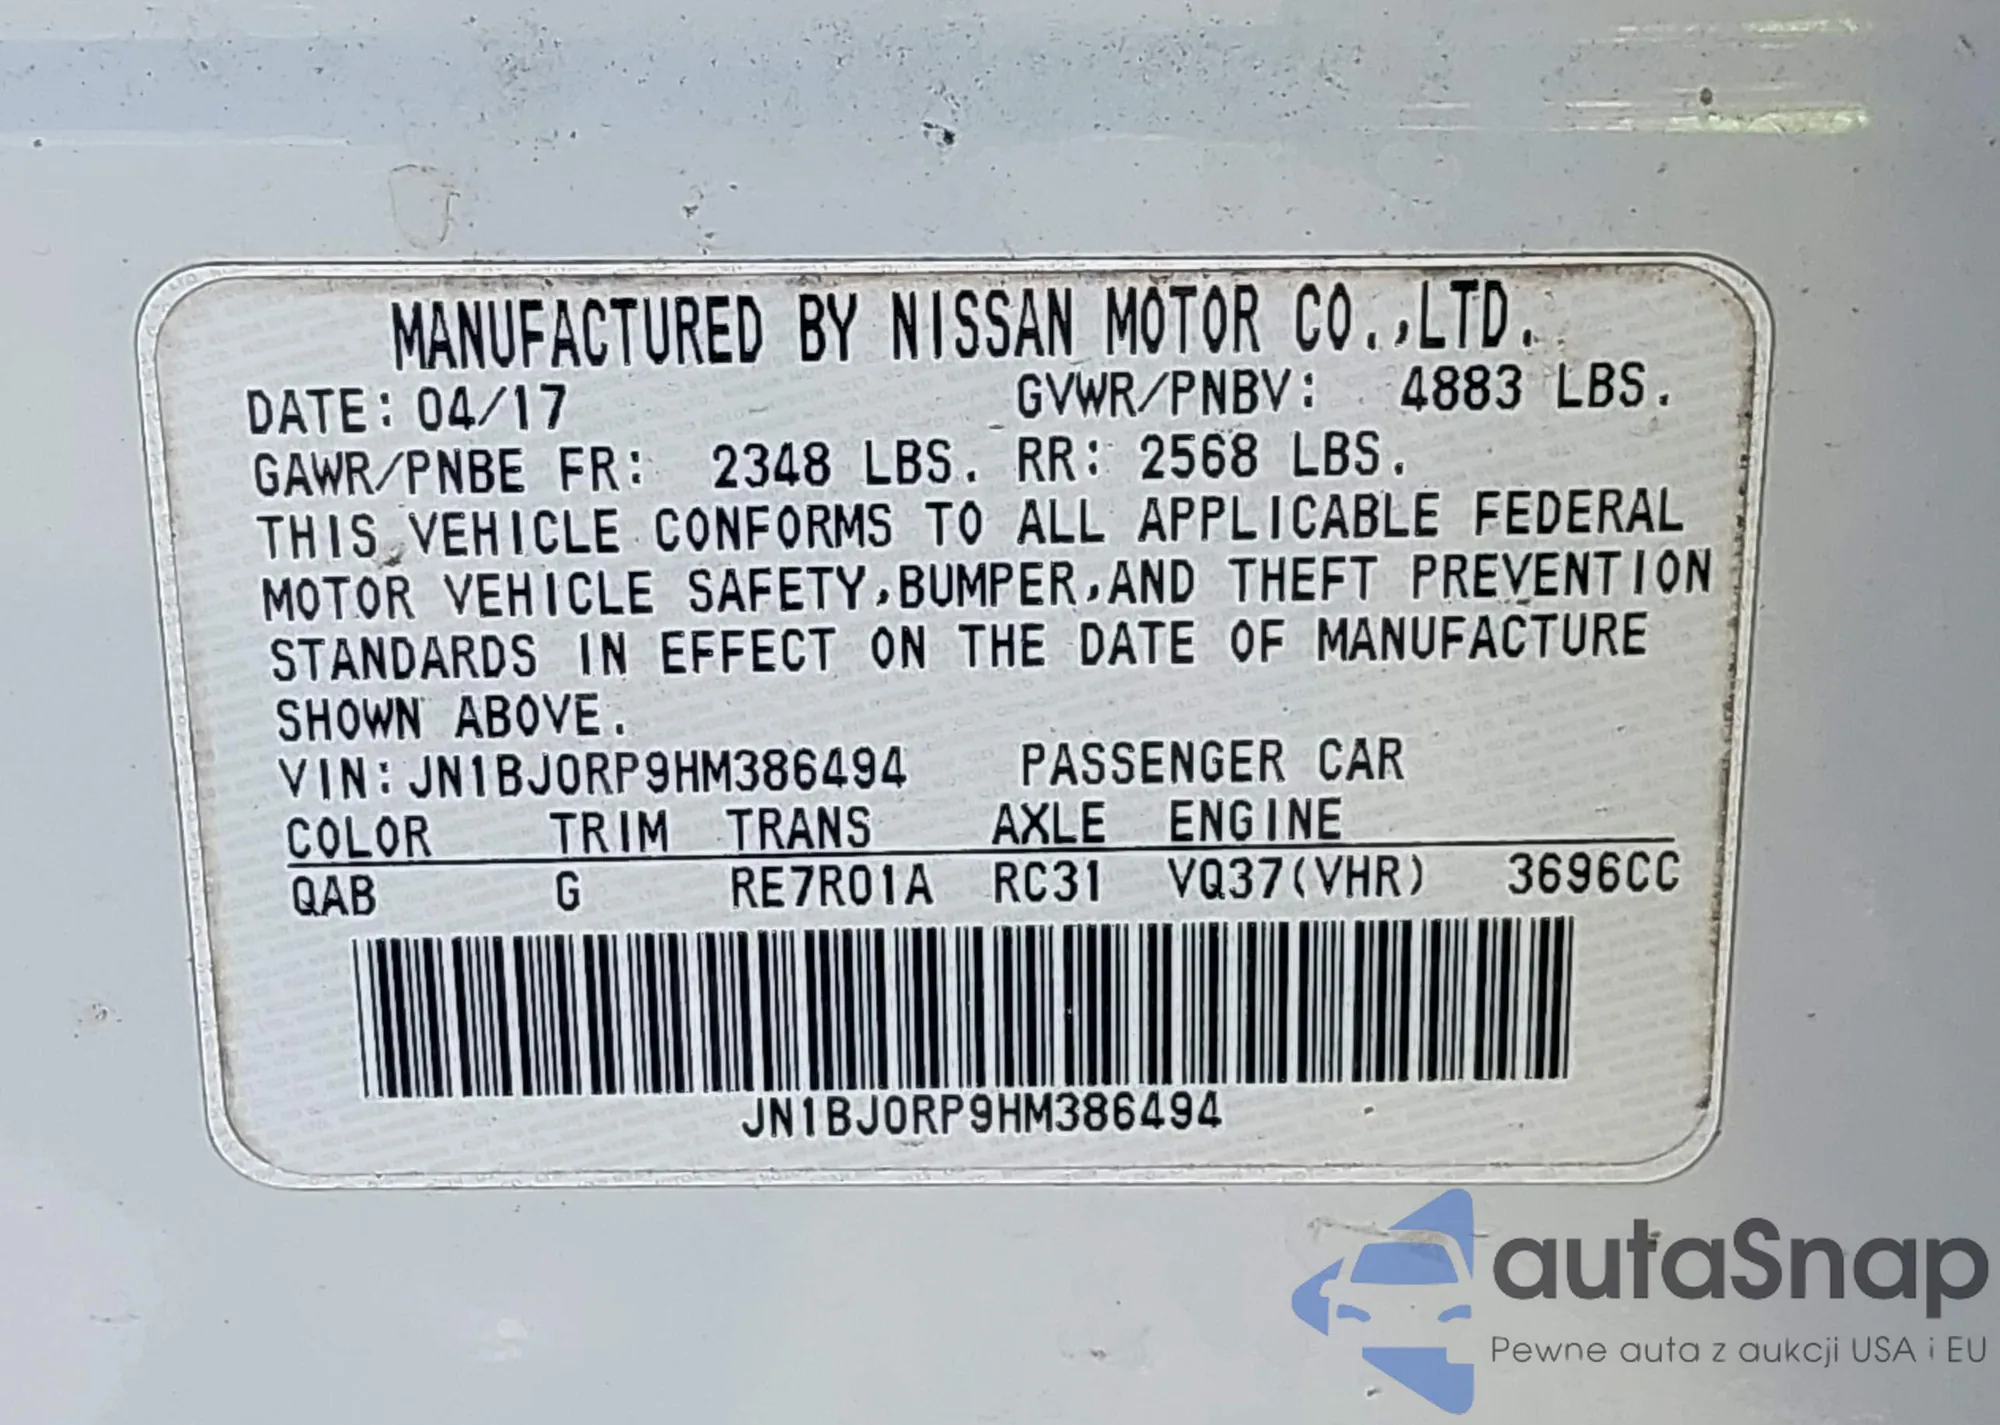 MANUFACTURED BY NISSAN MOTOR CO.,LTD.
DATE: 04/17 GVWR/PNBV: 4883 LBS.
GAWR/PNBE FR: 2348 LBS. RR: 2568 LBS.
THIS VEHICLE CONFORMS TO ALL APPLICABLE FEDERAL
MOTOR VEHICLE SAFETY,BUMPER,AND THEFT PREVENTION
STANDARDS IN EFFECT ON THE DATE OF MANUFACTURE
SHOWN ABOVE.
VIN:JN1BJ0RP9HM386494 PASSENGER CAR
COLOR TRIM TRANS AXLE ENGINE
QAB G RE7R01A RC31 VQ37(VHR) 3696CC
JN1BJ0RP9HM386494
autaSnap
Pewne auta z aukcji USA i EU